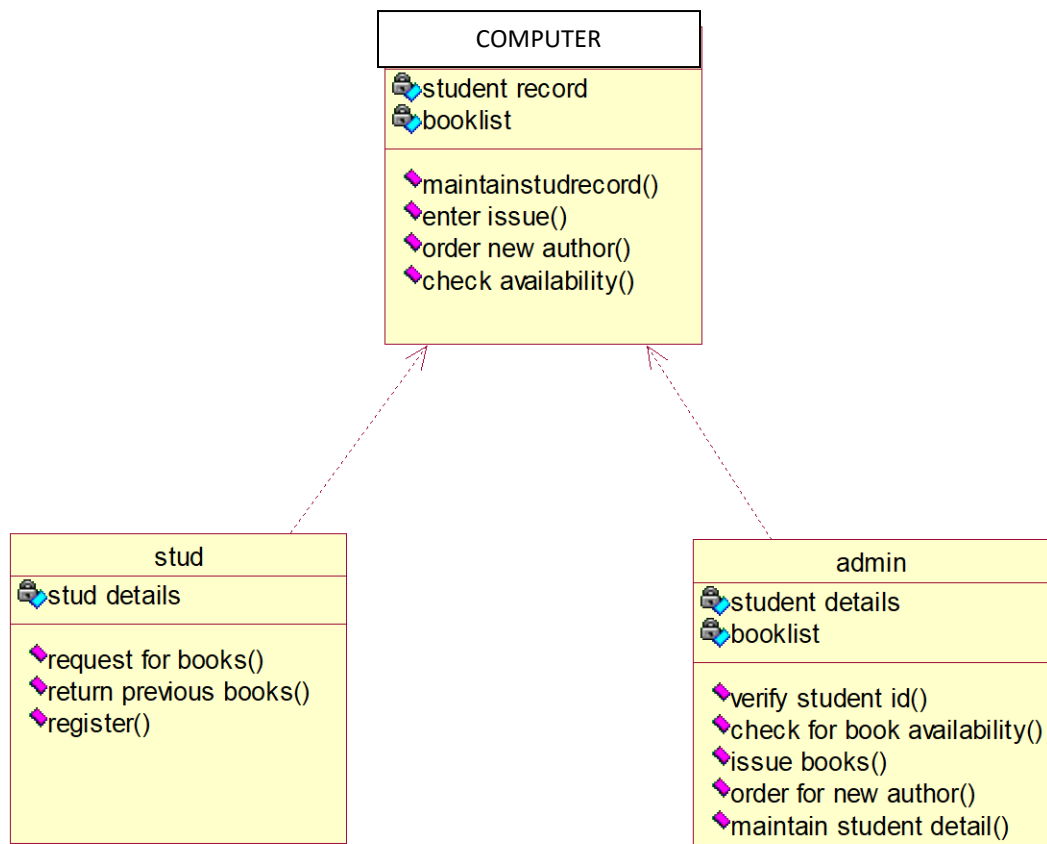 COMPUTER
student record
booklist
maintainstudrecord()
enter issue()
order new author()
check availability()
stud
stud details
request for books()
return previous books()
register()
admin
student details
booklist
verify student id()
check for book availability()
issue books()
order for new author()
maintain student detail()